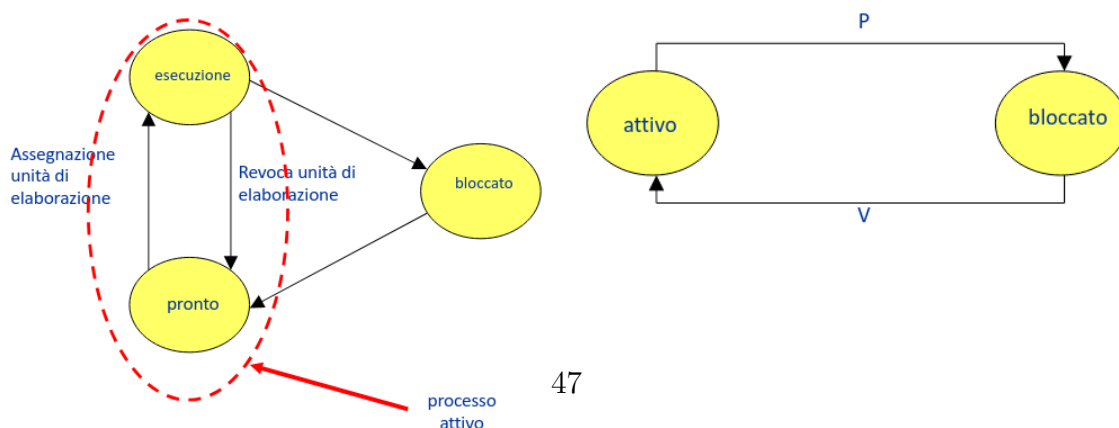 esecuzione
Assegnazione
unità di
elaborazione
Revoca unità di
elaborazione
bloccato
pronto
processo
attivo
P
attivo
bloccato
V
47